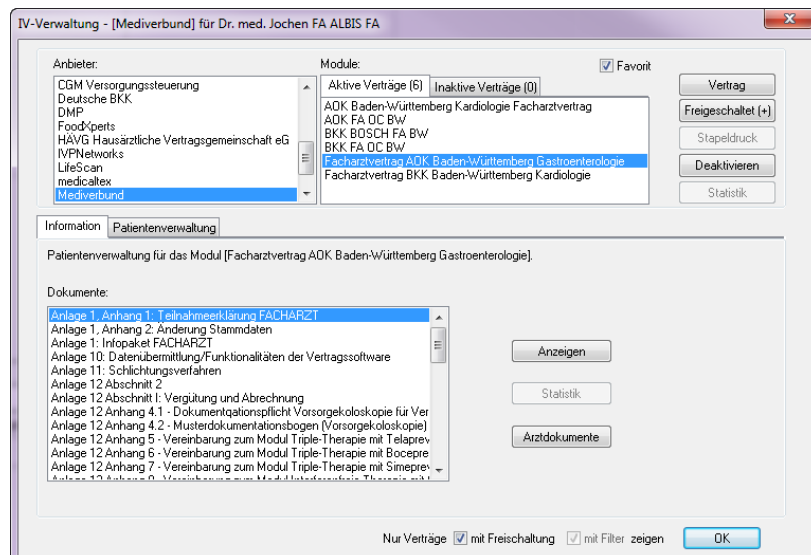 IV-Verwaltung - [Mediverbund] für Dr. med. Jochen FA ALBIS FA
Anbieter:
CGM Versorgungssteuerung
Deutsche BKK
DMP
FoodXperts
HÄVG Hausärztliche Vertragsgemeinschaft eG
IVPNetworks
LifeScan
medicaltex
Mediverbund
Module:
Favorit
Aktive Verträge (6)
Inaktive Verträge (0)
AOK Baden-Württemberg Kardiologie Facharztvertrag
AOK FA OC BW
BKK BOSCH FA BW
BKK FA OC BW
Facharztvertrag AOK Baden-Württemberg Gastroenterologie
Facharztvertrag BKK Baden-Württemberg Kardiologie
Vertrag
Freigeschaltet (+)
Stapeldruck
Deaktivieren
Statistik
Information
Patientenverwaltung
Patientenverwaltung für das Modul [Facharztvertrag AOK Baden-Württemberg Gastroenterologie].
Dokumente:
Anlage 1, Anhang 1: Teilnahmeerklärung FACHARZT
Anlage 1, Anhang 2: Änderung Stammdaten
Anlage 1: Infopaket FACHARZT
Anlage 10: Datenübermittlung/Funktionalitäten der Vertragssoftware
Anlage 11: Schlichtungsverfahren
Anlage 12 Abschnitt 2
Anlage 12 Abschnitt I: Vergütung und Abrechnung
Anlage 12 Anhang 4.1 - Dokumentqationspflicht Vorsorgekoloskopie für Ver
Anlage 12 Anhang 4.2 - Musterdokumentationsbogen (Vorsorgekoloskopie)
Anlage 12 Anhang 5 - Vereinbarung zum Modul Triple-Therapie mit Telaprev
Anlage 12 Anhang 6 - Vereinbarung zum Modul Triple-Therapie mit Bocepre
Anlage 12 Anhang 7 - Vereinbarung zum Modul Triple-Therapie mit Simeprev
Anzeigen
Statistik
Arztdokumente
Nur Verträge mit Freischaltung mit Filter zeigen
OK